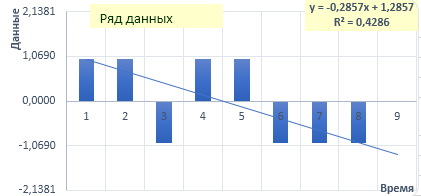 2,1381
Ряд данных
y = -0,2857x + 1,2857
R² = 0,4286
Данные
1,0690
0,0000
1 2 3 4 5 6 7 8 9
-1,0690
-2,1381
Время